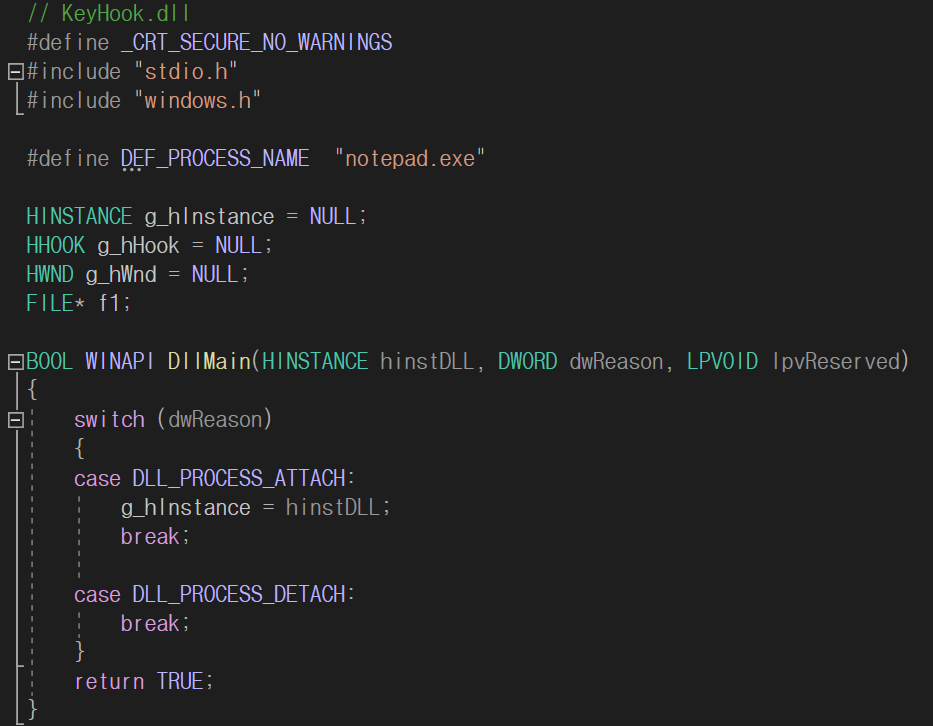 // KeyHook.dll
#define _CRT_SECURE_NO_WARNINGS
#include "stdio.h"
#include "windows.h"
#define DEF_PROCESS_NAME  "notepad.exe"
HINSTANCE g_hInstance = NULL;
HHOOK g_hHook = NULL;
HWND g_hWnd = NULL;
FILE* f1;
BOOL WINAPI DllMain(HINSTANCE hinstDLL, DWORD dwReason, LPVOID lpvReserved)
{
    switch (dwReason)
    {
    case DLL_PROCESS_ATTACH:
        g_hInstance = hinstDLL;
        break;
    case DLL_PROCESS_DETACH:
        break;
    }
    return TRUE;
}